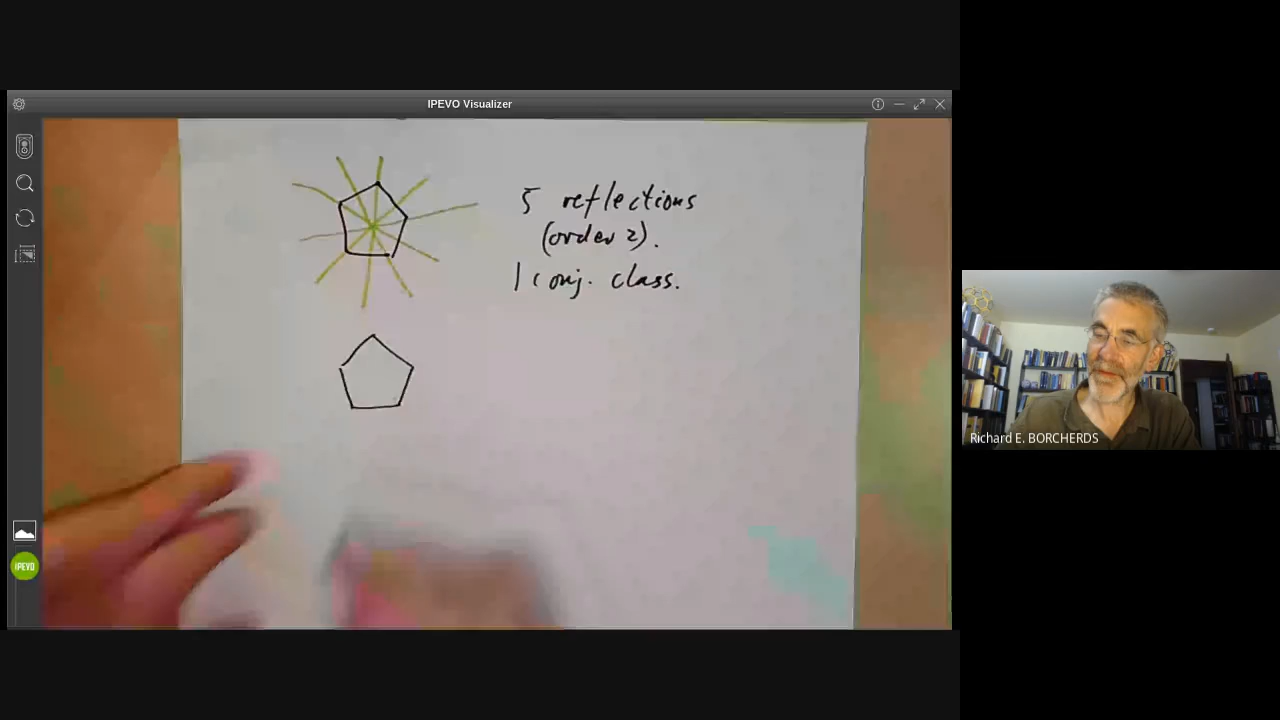 IPEVO Visualizer
5 reflections
(order 2).
1 conj. class.
Richard E. BORCHERDS
IPEVO